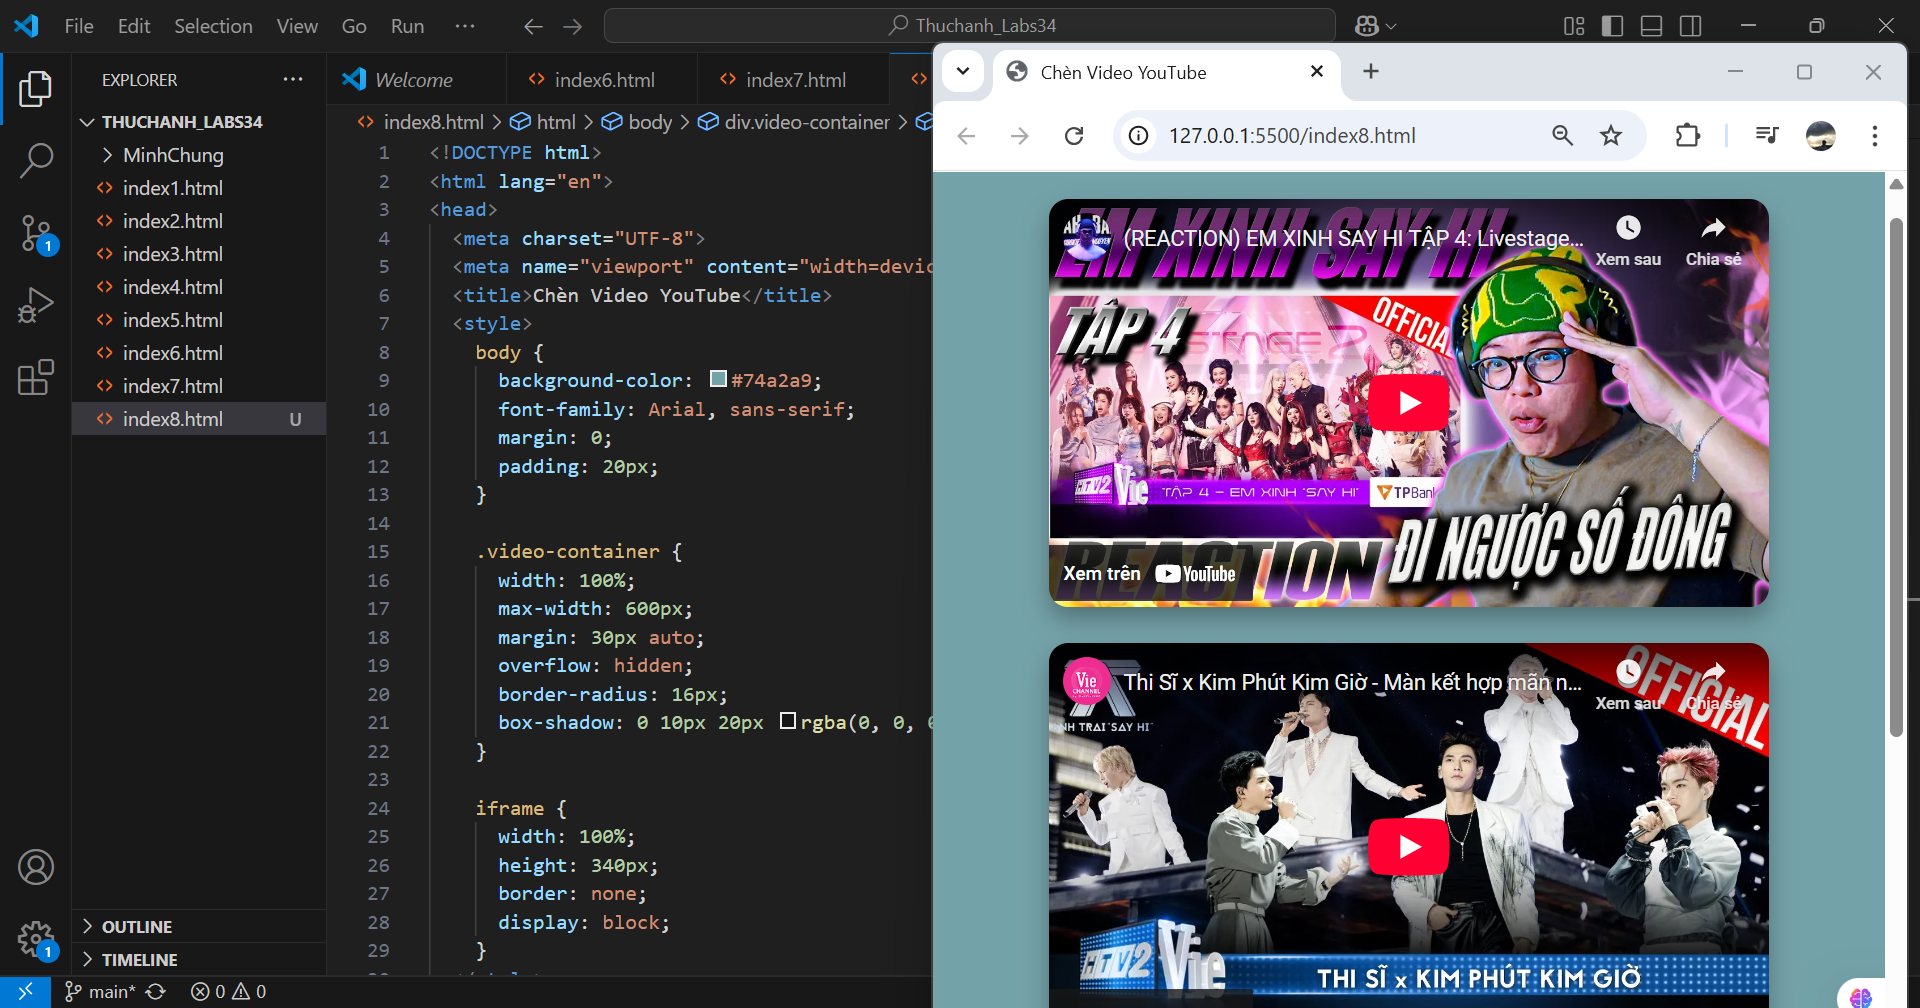 File Edit Selection View Go Run ···
Thuchanh_Labs34
EXPLORER
THUCHANH_LABS34
MinhChung
index1.html
index2.html
index3.html
index4.html
index5.html
index6.html
index7.html
index8.html U
OUTLINE
TIMELINE
1
1
main* 0 0
Welcome index6.html index7.html
index8.html > html > body > div.video-container >
1 <!DOCTYPE html>
2 <html lang="en">
3 <head>
4 <meta charset="UTF-8">
5 <meta name="viewport" content="width=devic
6 <title>Chèn Video YouTube</title>
7 <style>
8 body {
9 background-color: #74a2a9;
10 font-family: Arial, sans-serif;
11 margin: 0;
12 padding: 20px;
13 }
14
15 .video-container {
16 width: 100%;
17 max-width: 600px;
18 margin: 30px auto;
19 overflow: hidden;
20 border-radius: 16px;
21 box-shadow: 0 10px 20px rgba(0, 0, 0
22 }
23
24 iframe {
25 width: 100%;
26 height: 340px;
27 border: none;
28 display: block;
29 }
Chèn Video YouTube
127.0.0.1:5500/index8.html
EM XINH SAY HI
(REACTION) EM XINH SAY HI TẬP 4: Livestage...
Xem sau Chia sẻ
TẬP 4
OFFICIAL
HTV2 Vie TẬP 4 - EM XINH "SAY HI" TPBank
ĐI NGƯỢC SỐ ĐÔNG
REACTION
Xem trên YouTube
Vie CHANNEL
Thi Sĩ x Kim Phút Kim Giờ - Màn kết hợp mãn n...
Xem sau Chia sẻ
OFFICIAL
ANH TRAI "SAY HI"
HTV2 Vie
THI SĨ x KIM PHÚT KIM GIỜ